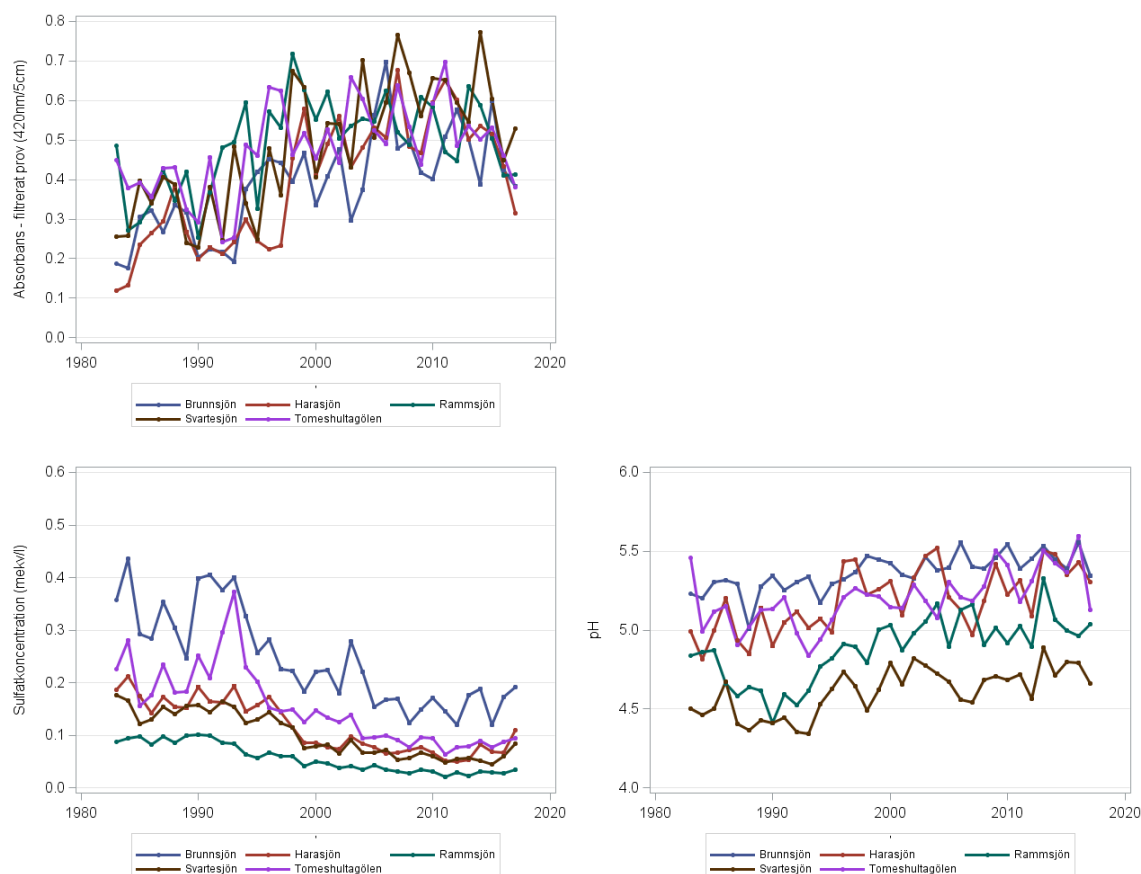 Absorbans - filtrerat prov (420nm/5cm)
0.8
0.7
0.6
0.5
0.4
0.3
0.2
0.1
0.0
1980 1990 2000 2010 2020
Brunnsjön Harasjön Rammsjön
Svartesjön Tomeshultagölen
Sulfatkoncentration (mekv/l)
0.6
0.5
0.4
0.3
0.2
0.1
0.0
1980 1990 2000 2010 2020
Brunnsjön Harasjön Rammsjön
Svartesjön Tomeshultagölen
pH
6.0
5.5
5.0
4.5
4.0
1980 1990 2000 2010 2020
Brunnsjön Harasjön Rammsjön
Svartesjön Tomeshultagölen